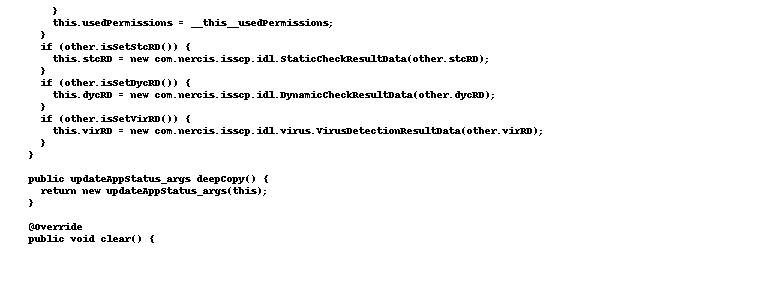 }
      this.usedPermissions = __this__usedPermissions;
    }
    if (other.isSetStcRD()) {
      this.stcRD = new com.nercis.isscp.idl.StaticCheckResultData(other.stcRD);
    }
    if (other.isSetDycRD()) {
      this.dycRD = new com.nercis.isscp.idl.DynamicCheckResultData(other.dycRD);
    }
    if (other.isSetVirRD()) {
      this.virRD = new com.nercis.isscp.idl.virus.VirusDetectionResultData(other.virRD);
    }
  }

  public updateAppStatus_args deepCopy() {
    return new updateAppStatus_args(this);
  }

  @Override
  public void clear() {